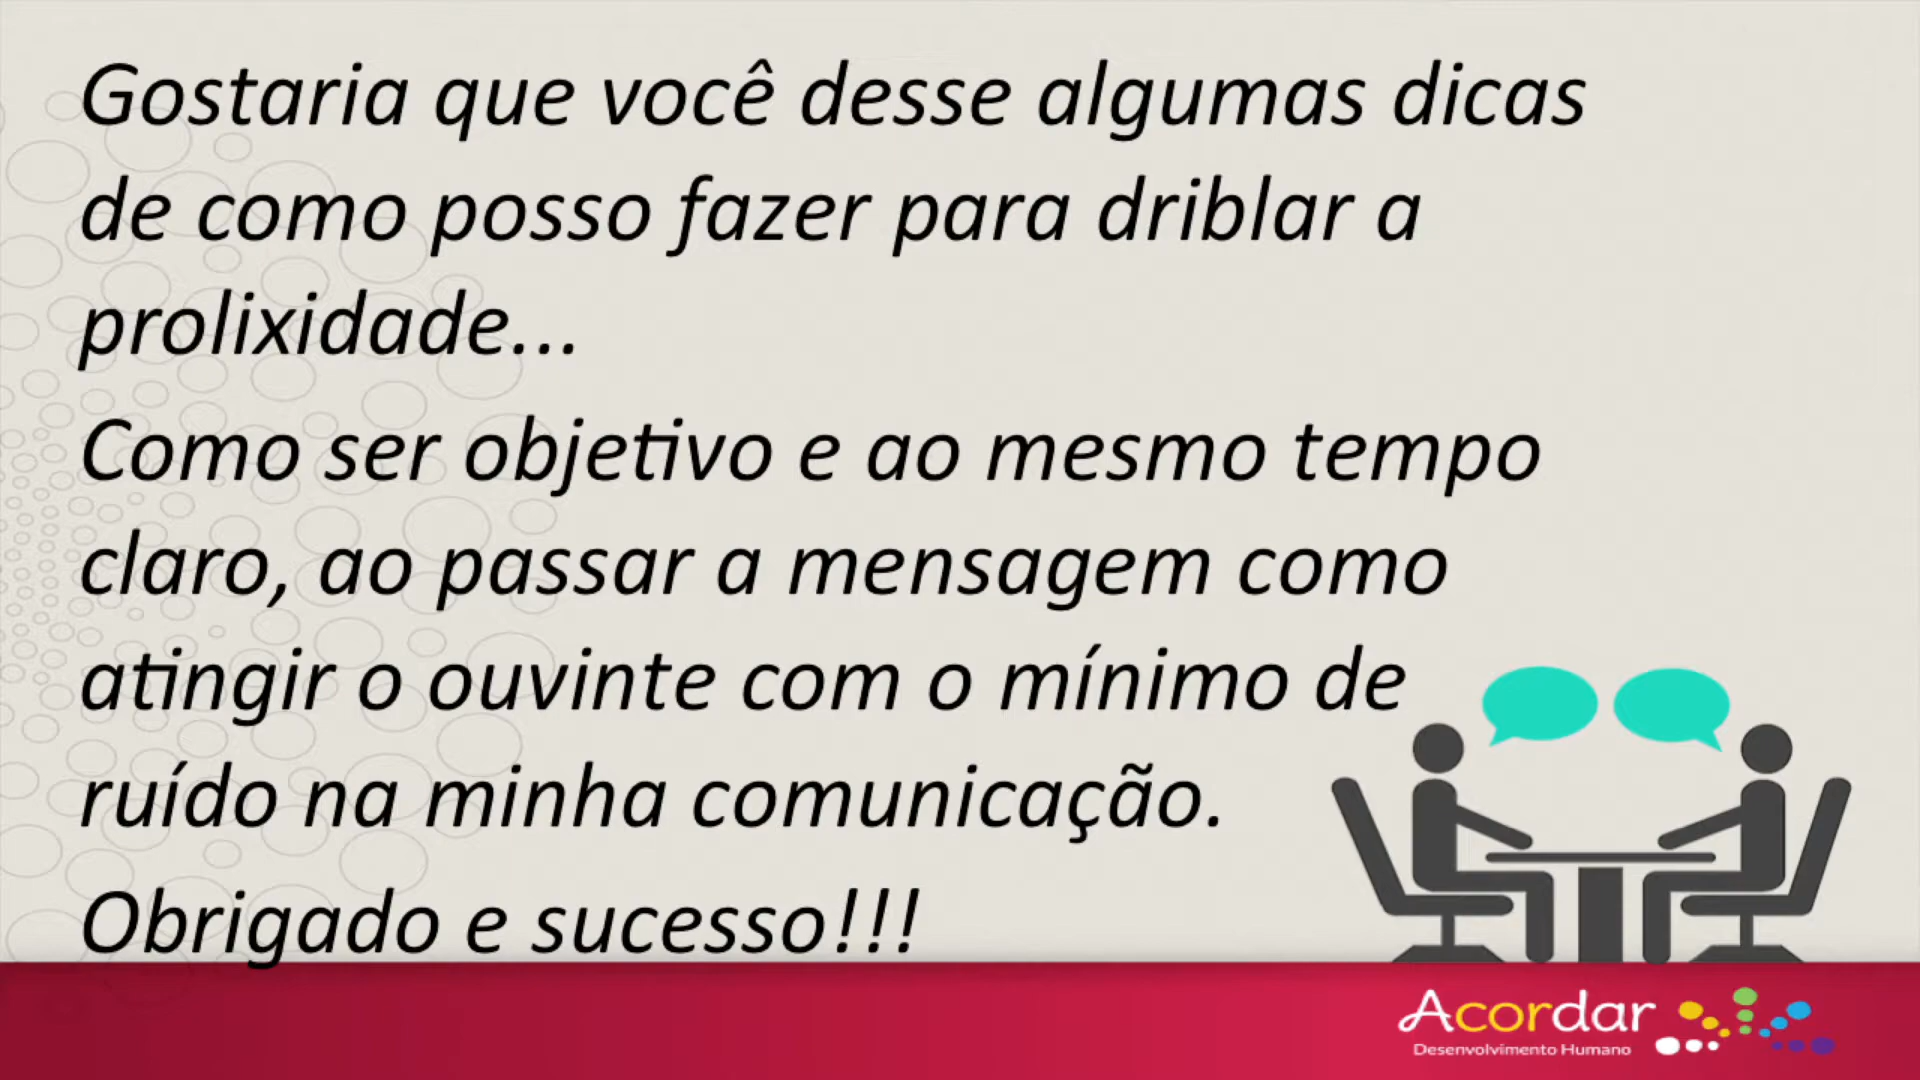 Gostaria que você desse algumas dicas
de como posso fazer para driblar a
prolixidade...
Como ser objetivo e ao mesmo tempo
claro, ao passar a mensagem como
atingir o ouvinte com o mínimo de
ruído na minha comunicação.
Obrigado e sucesso!!!
Acordar
Desenvolvimento Humano